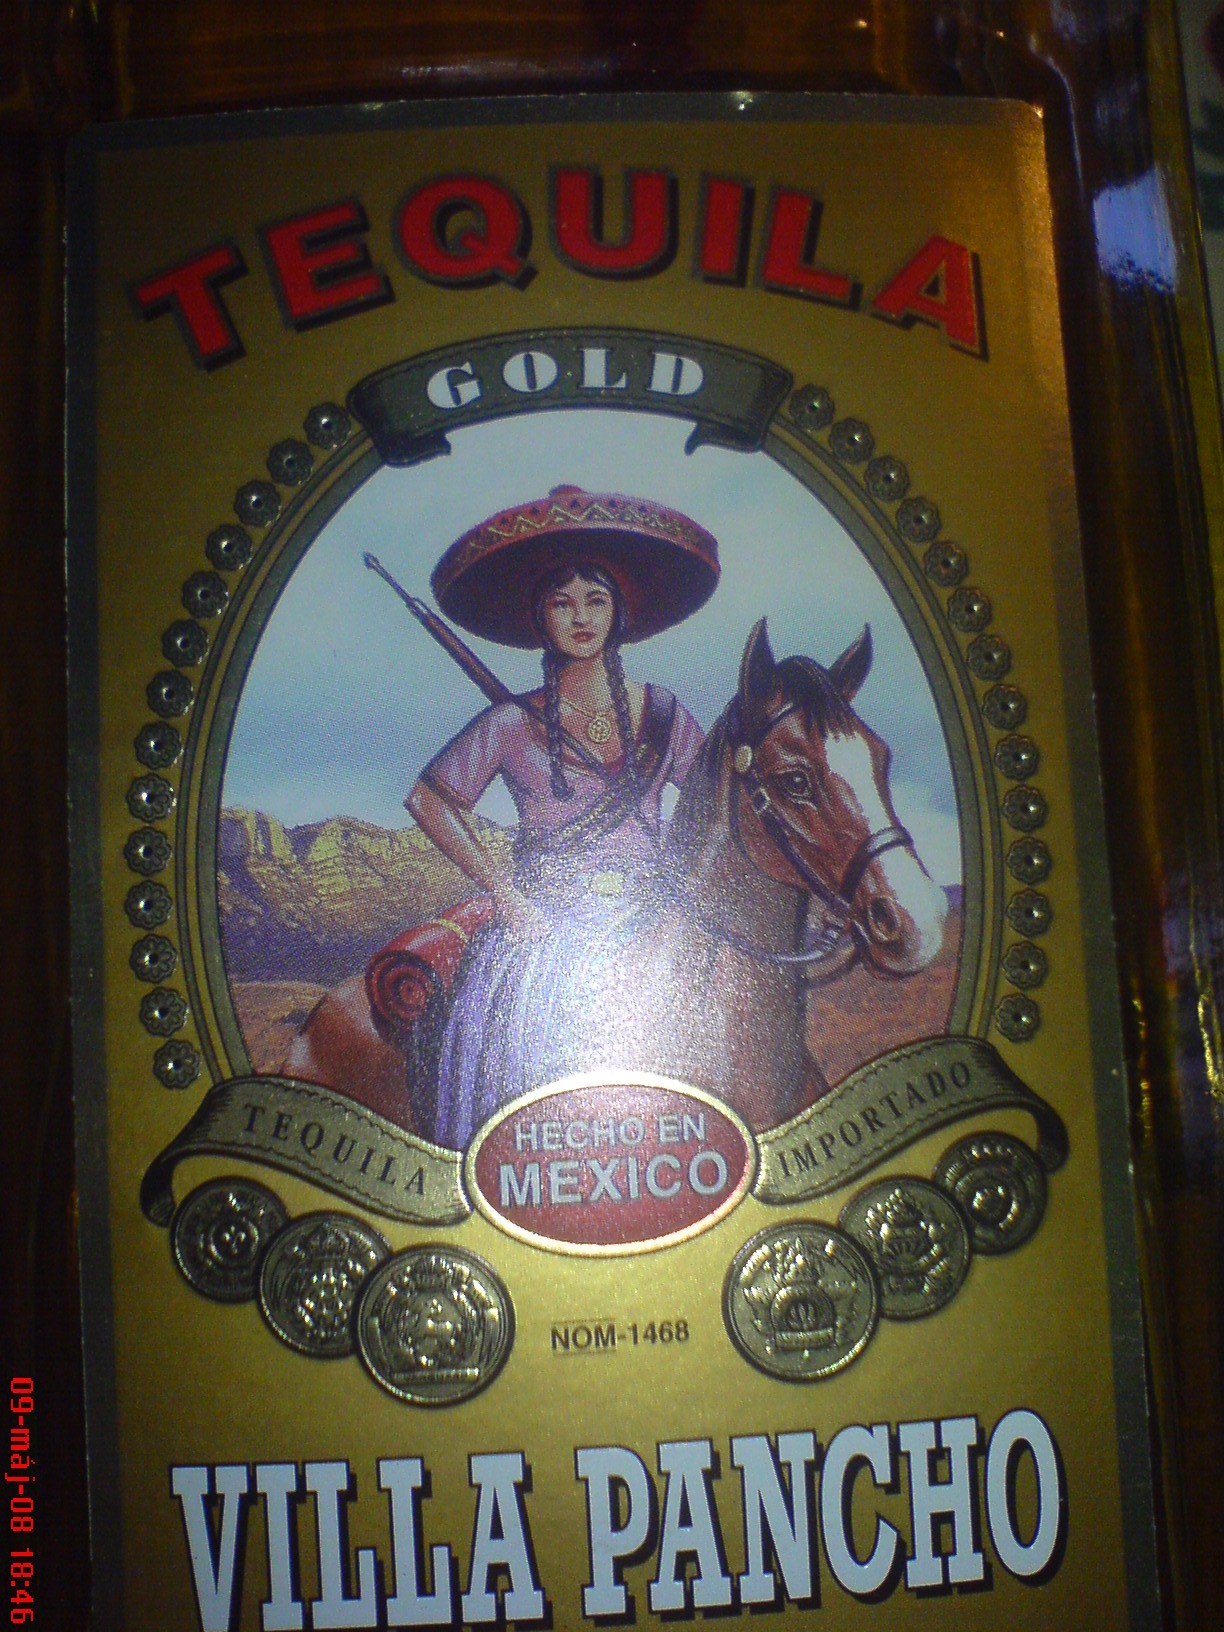 TEQUILA
GOLD
TEQUILA
HECHO EN
MEXICO
IMPORTADO
NOM-1468
VILLA PANCHO
09-máj-08 18:46